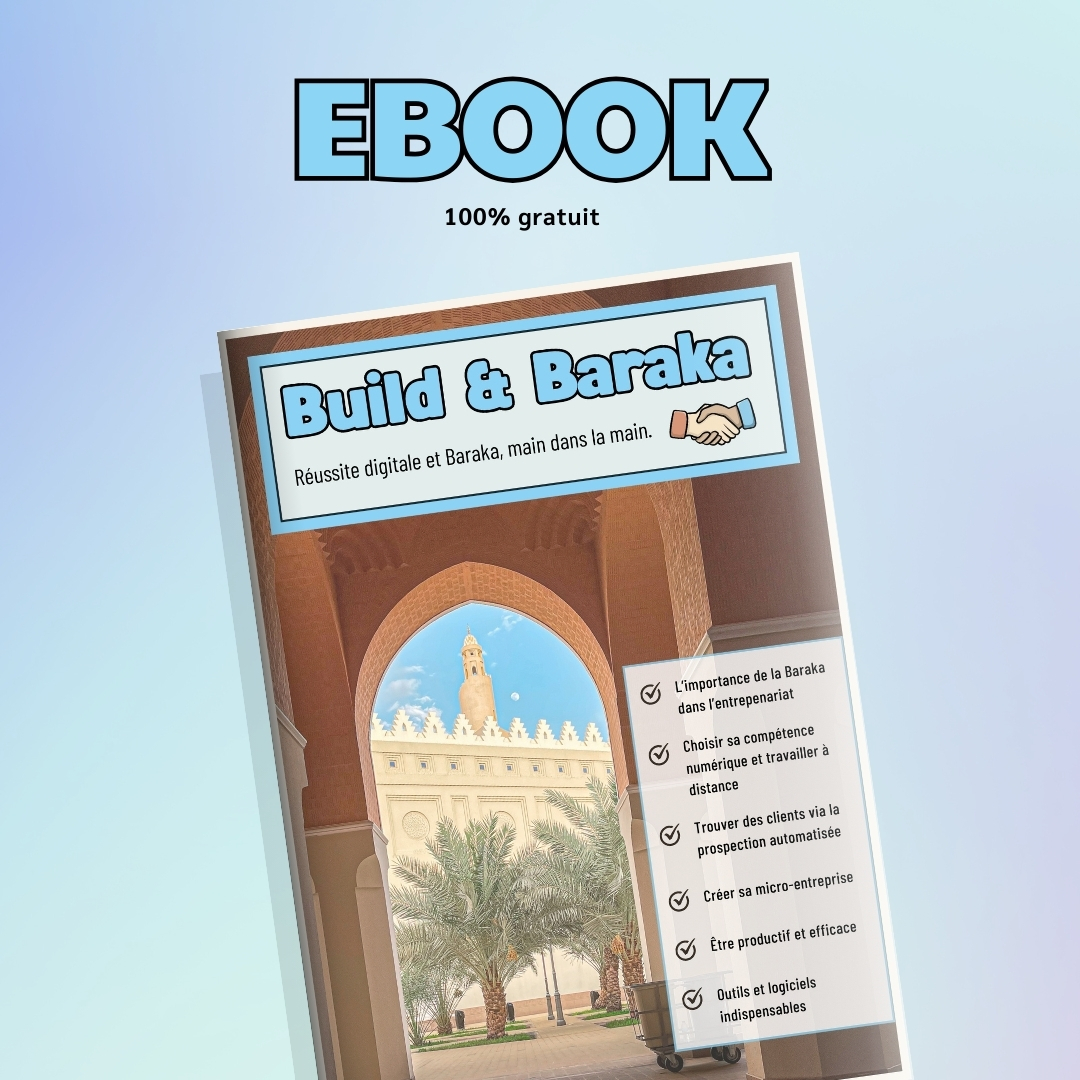 EBOOK
100% gratuit
Build & Baraka
Réussite digitale et Baraka, main dans la main.
L'importance de la Baraka
dans l'entrepenariat
Choisir sa compétence
numérique et travailler à
distance
Trouver des clients via la
prospection automatisée
Créer sa micro-entreprise
Être productif et efficace
Outils et logiciels
indispensables